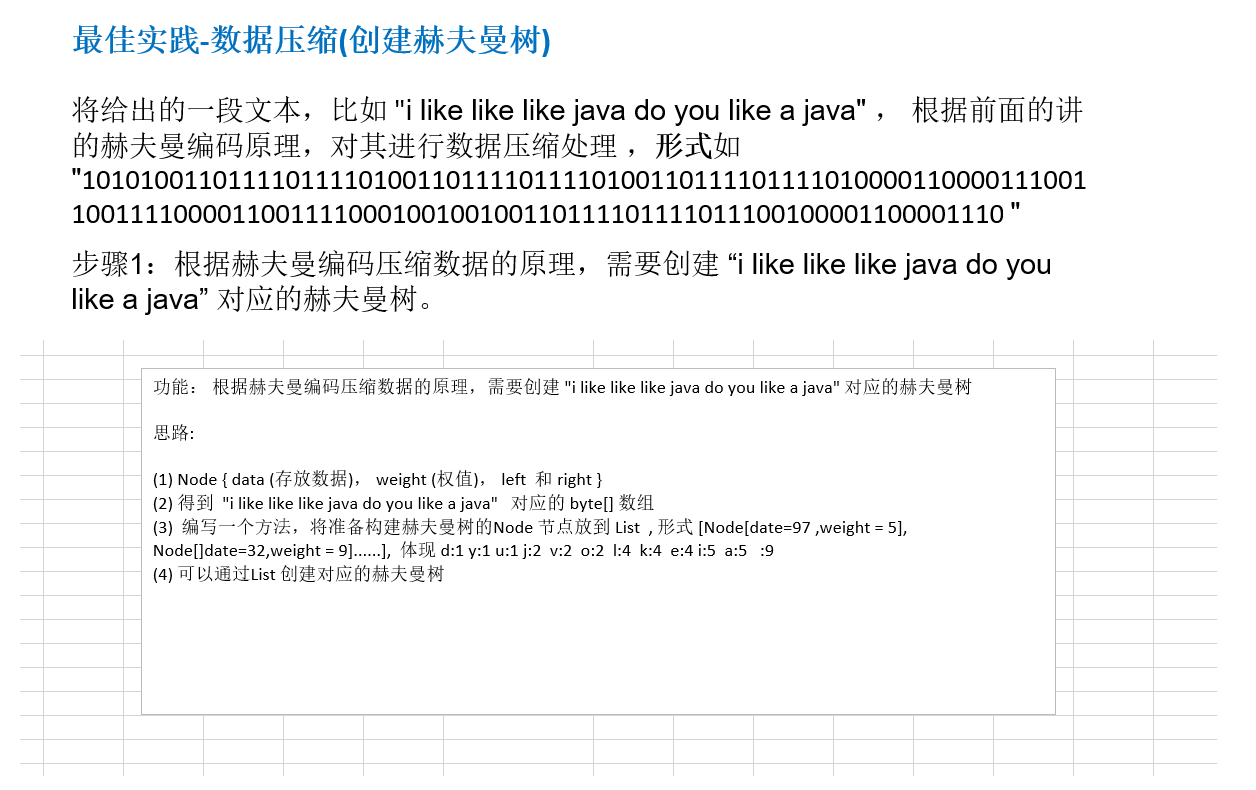 最佳实践-数据压缩(创建赫夫曼树)
将给出的一段文本，比如 "i like like like java do you like a java" ， 根据前面的讲
的赫夫曼编码原理，对其进行数据压缩处理 ，形式如
"1010100110111101111010011011110111101001101111011110100001100001110011
001111000011001111000100100100110111101111011100100001100001110 "
步骤1：根据赫夫曼编码压缩数据的原理，需要创建 “i like like like java do you
like a java” 对应的赫夫曼树。
功能： 根据赫夫曼编码压缩数据的原理，需要创建 "i like like like java do you like a java" 对应的赫夫曼树
思路:
(1) Node { data (存放数据)， weight (权值)， left 和 right }
(2) 得到 "i like like like java do you like a java" 对应的 byte[] 数组
(3) 编写一个方法，将准备构建赫夫曼树的Node 节点放到 List , 形式 [Node[date=97 ,weight = 5],
Node[]date=32,weight = 9]......], 体现 d:1 y:1 u:1 j:2 v:2 o:2 l:4 k:4 e:4 i:5 a:5 :9
(4) 可以通过List 创建对应的赫夫曼树